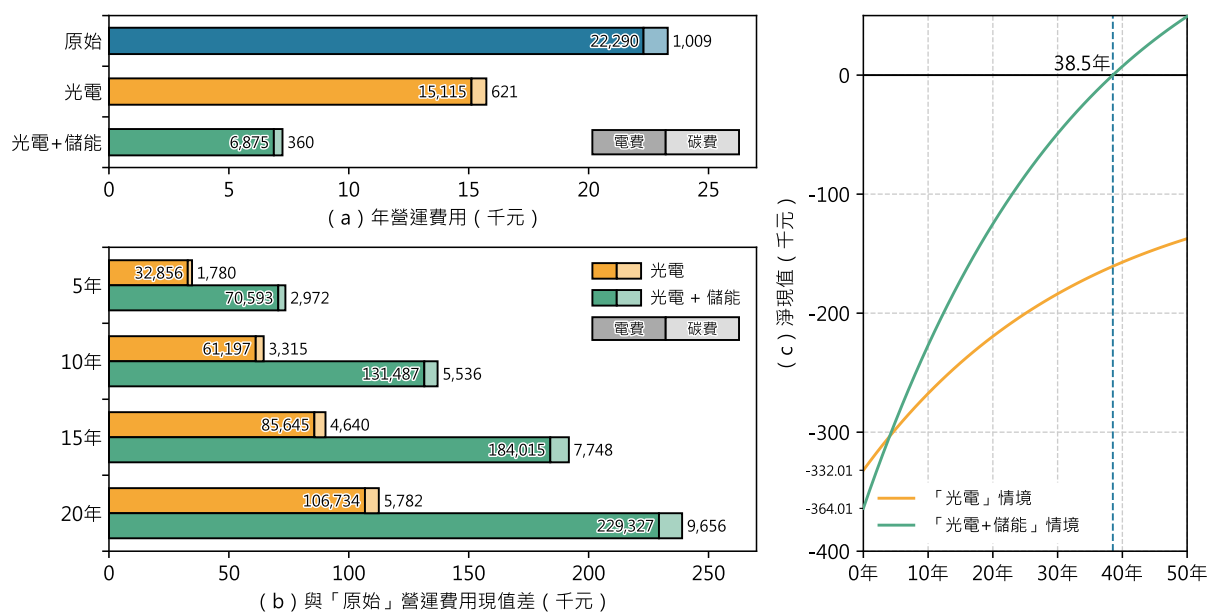 原始
22,290
1,009
光電
15,115
621
光電+儲能
6,875
360
電費
碳費
0
5
10
15
20
25
(a)年營運費用(千元)
5年
32,856
1,780
70,593
2,972
10年
61,197
3,315
131,487
5,536
15年
85,645
4,640
184,015
7,748
20年
106,734
5,782
229,327
9,656
光電
光電 + 儲能
電費
碳費
0
50
100
150
200
250
(b)與「原始」營運費用現值差(千元)
38.5年
0
-100
-200
-300
-332.01
-364.01
-400
(c)淨現值(千元)
「光電」情境
「光電+儲能」情境
0年
10年
20年
30年
40年
50年